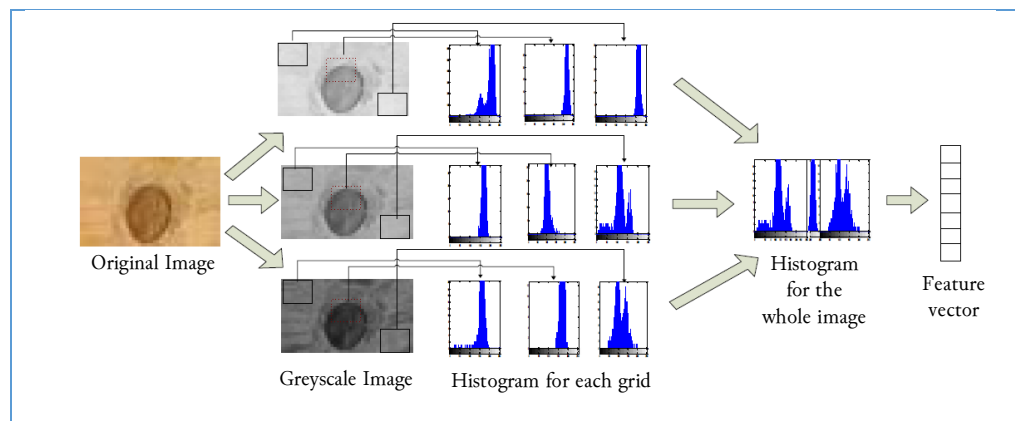 Original Image
Greyscale Image
Histogram for each grid
Histogram
for the
whole image
Feature
vector